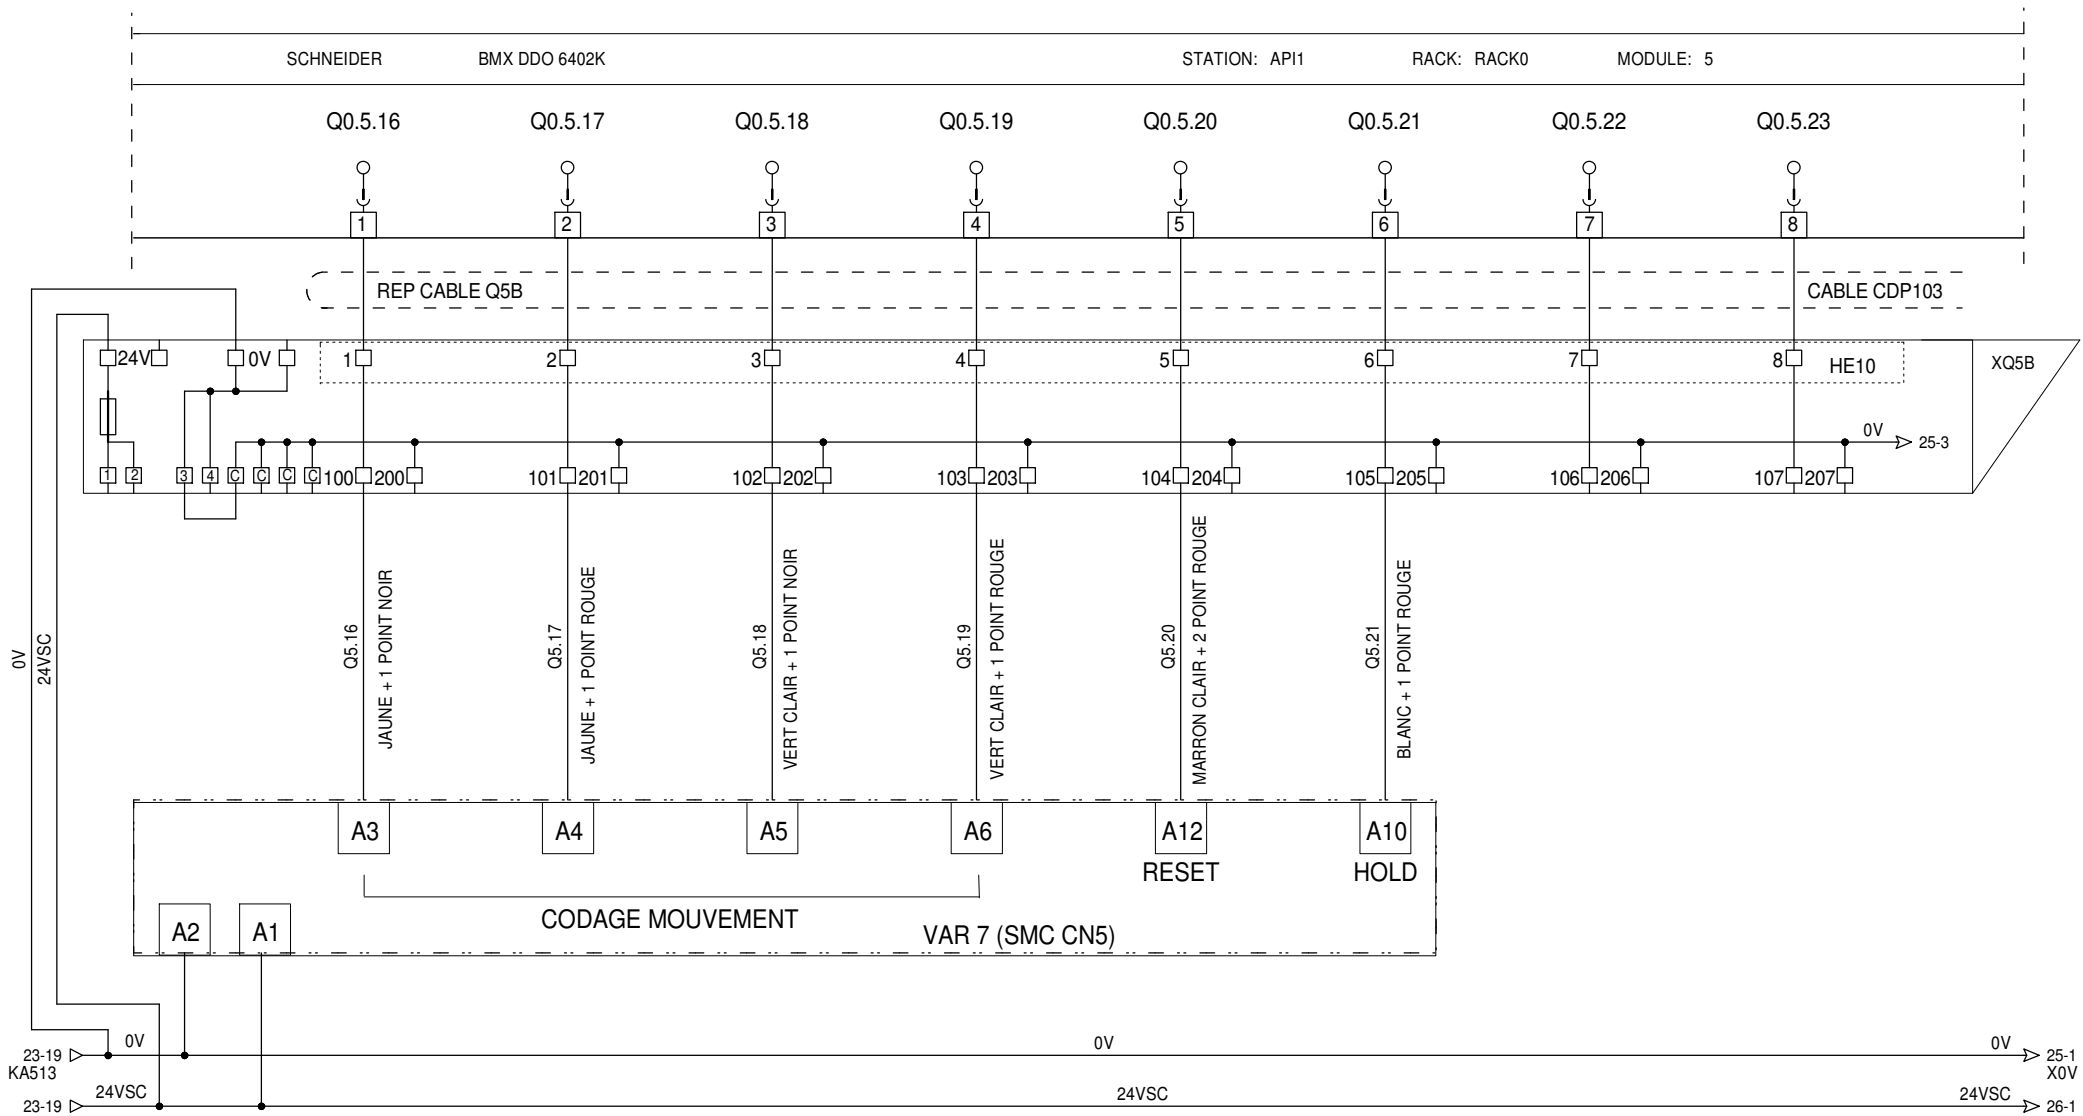 SCHNEIDER BMX DDO 6402K STATION: API1 RACK: RACK0 MODULE: 5
Q0.5.16 Q0.5.17 Q0.5.18 Q0.5.19 Q0.5.20 Q0.5.21 Q0.5.22 Q0.5.23
1 2 3 4 5 6 7 8
REP CABLE Q5B CABLE CDP103
24V 0V 1 2 3 4 5 6 7 8 HE10 XQ5B
0V 25-3
1 2 3 4 C C C C 100 200 101 201 102 202 103 203 104 204 105 205 106 206 107 207
0V
24VSC
Q5.16
JAUNE + 1 POINT NOIR
Q5.17
JAUNE + 1 POINT ROUGE
Q5.18
VERT CLAIR + 1 POINT NOIR
Q5.19
VERT CLAIR + 1 POINT ROUGE
Q5.20
MARRON CLAIR + 2 POINT ROUGE
Q5.21
BLANC + 1 POINT ROUGE
A3 A4 A5 A6 A12 A10
RESET HOLD
CODAGE MOUVEMENT
A2 A1 VAR 7 (SMC CN5)
0V 0V 0V
23-19 25-1
KA513 X0V
24VSC 24VSC 24VSC
23-19 26-1